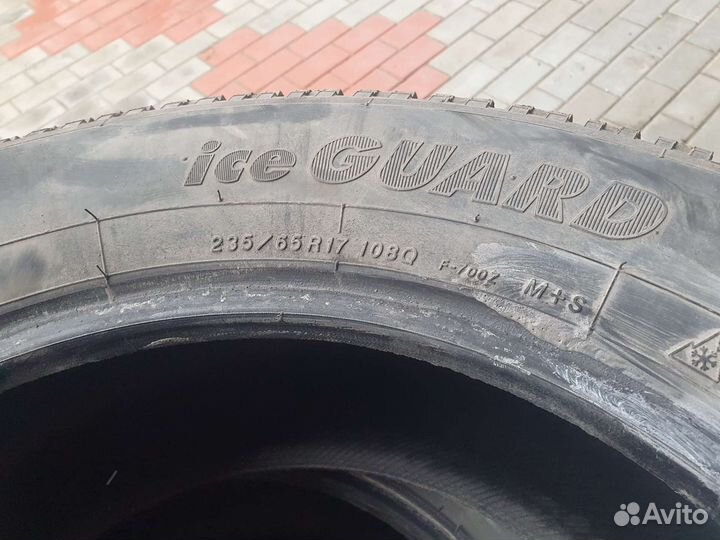 ice GUARD
235/65R17 108Q F-700Z M+S
Avito